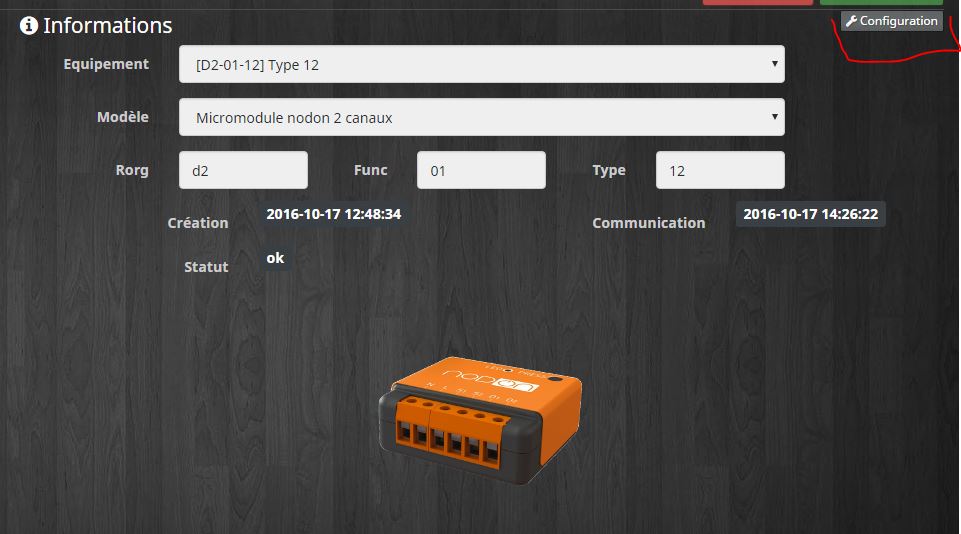 Informations
Configuration
Equipement
[D2-01-12] Type 12
Modèle
Micromodule nodon 2 canaux
Rorg
d2
Func
01
Type
12
Création
2016-10-17 12:48:34
Communication
2016-10-17 14:26:22
Statut
ok
nodon